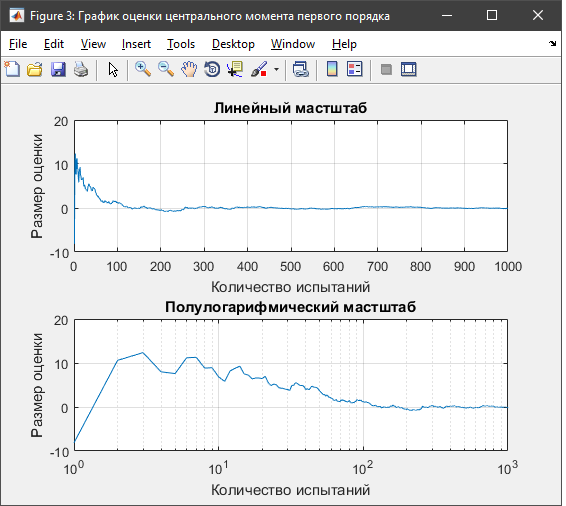 Figure 3: График оценки центрального момента первого порядка
File Edit View Insert Tools Desktop Window Help
Линейный мастштаб
20
10
0
-10
Размер оценки
0 100 200 300 400 500 600 700 800 900 1000
Количество испытаний
Полулогарифмический мастштаб
20
10
0
-10
Размер оценки
10^0 10^1 10^2 10^3
Количество испытаний